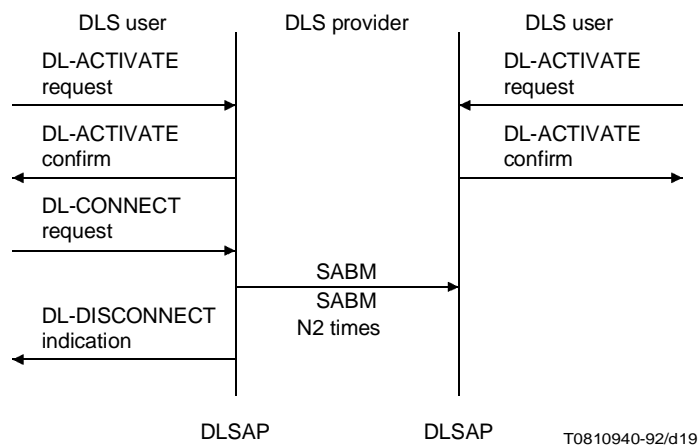 DLS user
DLS provider
DLS user
DL-ACTIVATE
request
DL-ACTIVATE
request
DL-ACTIVATE
confirm
DL-ACTIVATE
confirm
DL-CONNECT
request
SABM
SABM
N2 times
DL-DISCONNECT
indication
DLSAP
DLSAP
T0810940-92/d19